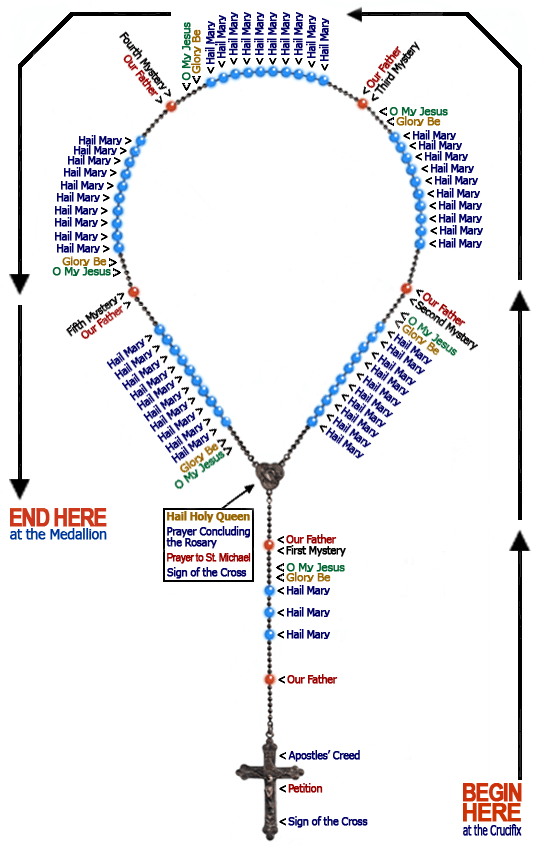 Fourth Mystery >
Our Father >
< O My Jesus
< Glory Be
< Hail Mary
< Hail Mary
< Hail Mary
< Hail Mary
< Hail Mary
< Hail Mary
< Hail Mary
< Hail Mary
< Hail Mary
< Hail Mary
< Our Father
< Third Mystery
< O My Jesus
< Glory Be
< Hail Mary
< Hail Mary
< Hail Mary
< Hail Mary
< Hail Mary
< Hail Mary
< Hail Mary
< Hail Mary
< Hail Mary
< Hail Mary
Hail Mary >
Hail Mary >
Hail Mary >
Hail Mary >
Hail Mary >
Hail Mary >
Hail Mary >
Hail Mary >
Hail Mary >
Hail Mary >
Glory Be >
O My Jesus >
Fifth Mystery >
Our Father >
Hail Mary >
Hail Mary >
Hail Mary >
Hail Mary >
Hail Mary >
Hail Mary >
Hail Mary >
Hail Mary >
Hail Mary >
Hail Mary >
Glory Be >
O My Jesus >
< Our Father
< Second Mystery
< O My Jesus
< Glory Be
< Hail Mary
< Hail Mary
< Hail Mary
< Hail Mary
< Hail Mary
< Hail Mary
< Hail Mary
< Hail Mary
< Hail Mary
< Hail Mary
END HERE
at the Medallion
Hail Holy Queen
Prayer Concluding
the Rosary
Prayer to St. Michael
Sign of the Cross
< Our Father
< First Mystery
< O My Jesus
< Glory Be
< Hail Mary
< Hail Mary
< Hail Mary
< Our Father
< Apostles' Creed
< Petition
< Sign of the Cross
BEGIN
HERE
at the Crucifix